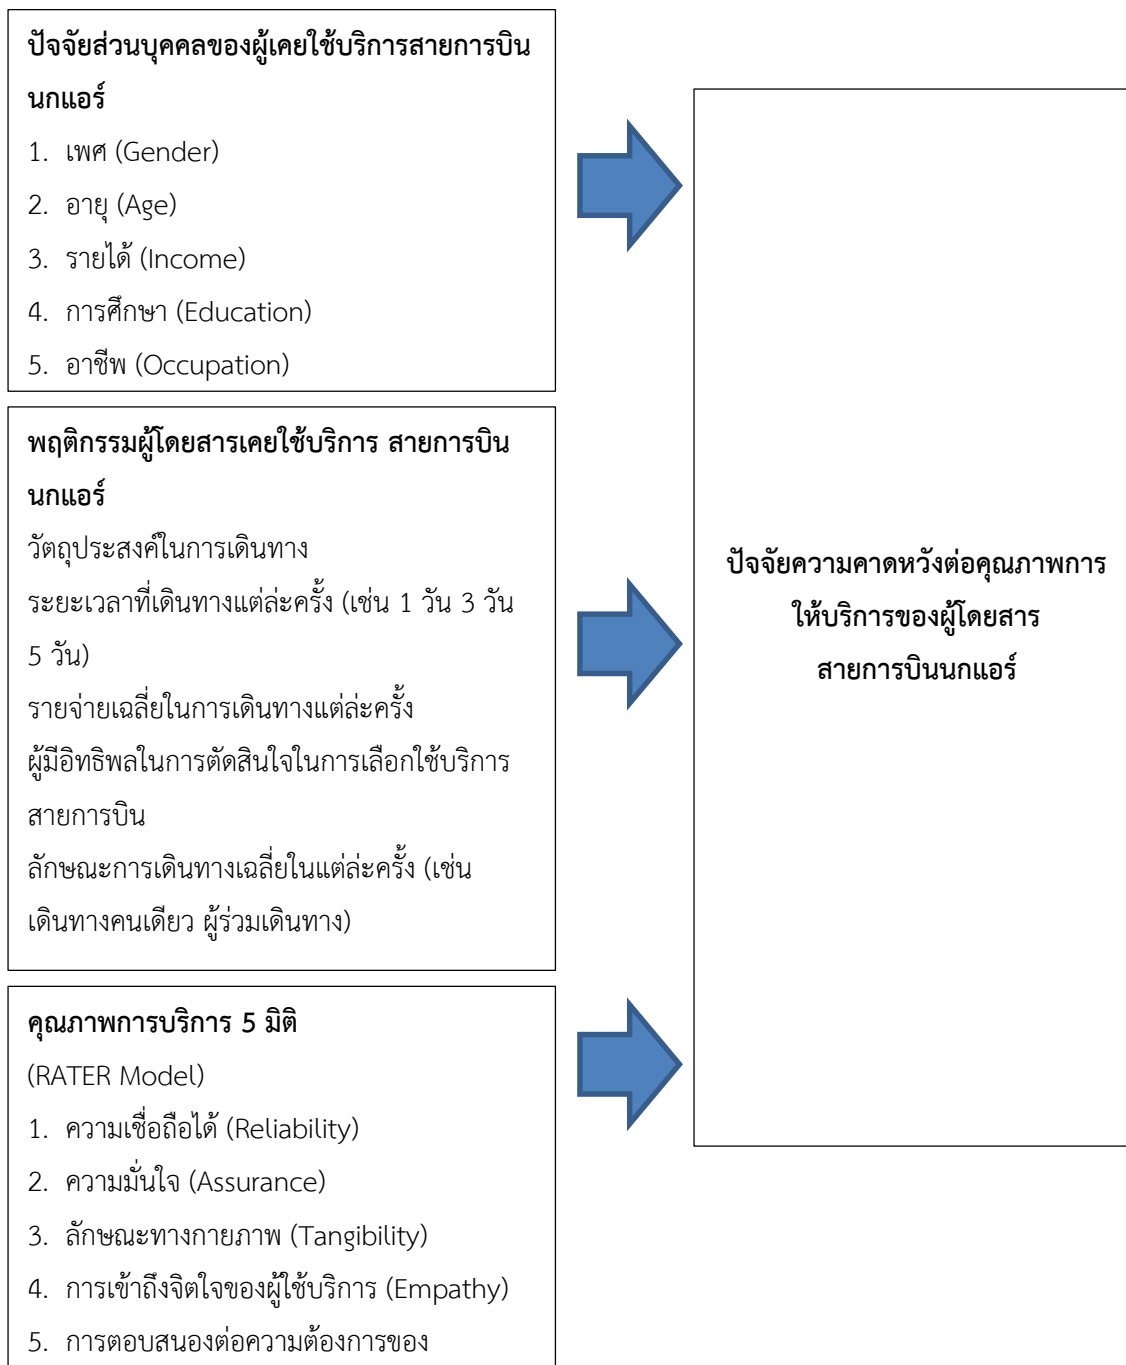 ปัจจัยส่วนบุคคลของผู้เคยใช้บริการสายการบิน
นกแอร์
1. เพศ (Gender)
2. อายุ (Age)
3. รายได้ (Income)
4. การศึกษา (Education)
5. อาชีพ (Occupation)
พฤติกรรมผู้โดยสารเคยใช้บริการ สายการบิน
นกแอร์
วัตถุประสงค์ในการเดินทาง
ระยะเวลาที่เดินทางแต่ล่ะครั้ง (เช่น 1 วัน 3 วัน
5 วัน)
รายจ่ายเฉลี่ยในการเดินทางแต่ล่ะครั้ง
ผู้มีอิทธิพลในการตัดสินใจในการเลือกใช้บริการ
สายการบิน
ลักษณะการเดินทางเฉลี่ยในแต่ล่ะครั้ง (เช่น
เดินทางคนเดียว ผู้ร่วมเดินทาง)
คุณภาพการบริการ 5 มิติ
(RATER Model)
1. ความเชื่อถือได้ (Reliability)
2. ความมั่นใจ (Assurance)
3. ลักษณะทางกายภาพ (Tangibility)
4. การเข้าถึงจิตใจของผู้ใช้บริการ (Empathy)
5. การตอบสนองต่อความต้องการของ
ปัจจัยความคาดหวังต่อคุณภาพการ
ให้บริการของผู้โดยสาร
สายการบินนกแอร์